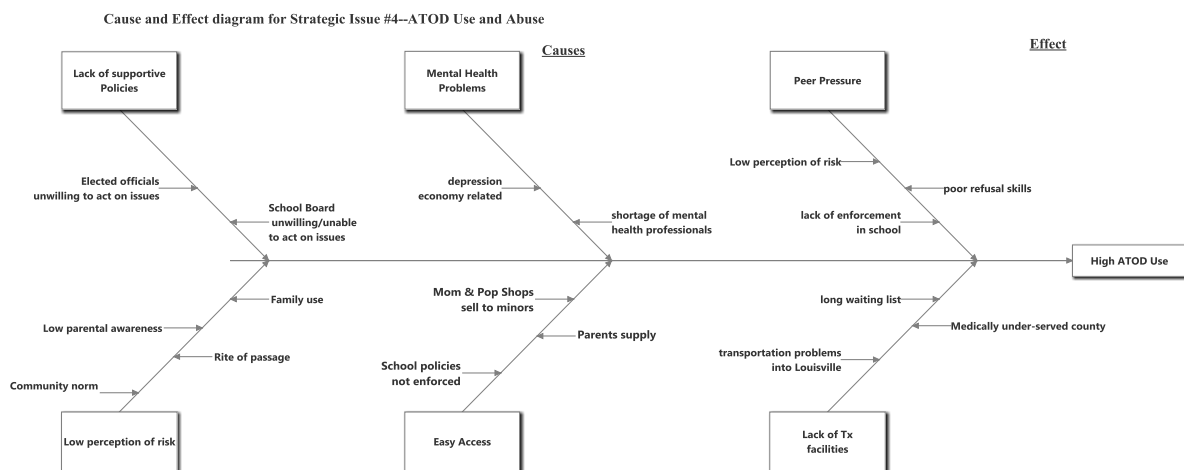 Cause and Effect diagram for Strategic Issue #4--ATOD Use and Abuse
Causes
Effect
Lack of supportive
Policies
Mental Health
Problems
Peer Pressure
Elected officials
unwilling to act on issues
School Board
unwilling/unable
to act on issues
depression
economy related
shortage of mental
health professionals
Low perception of risk
poor refusal skills
lack of enforcement
in school
High ATOD Use
Family use
Low parental awareness
Rite of passage
Community norm
Low perception of risk
Mom & Pop Shops
sell to minors
Parents supply
School policies
not enforced
Easy Access
long waiting list
Medically under-served county
transportation problems
into Louisville
Lack of Tx
facilities